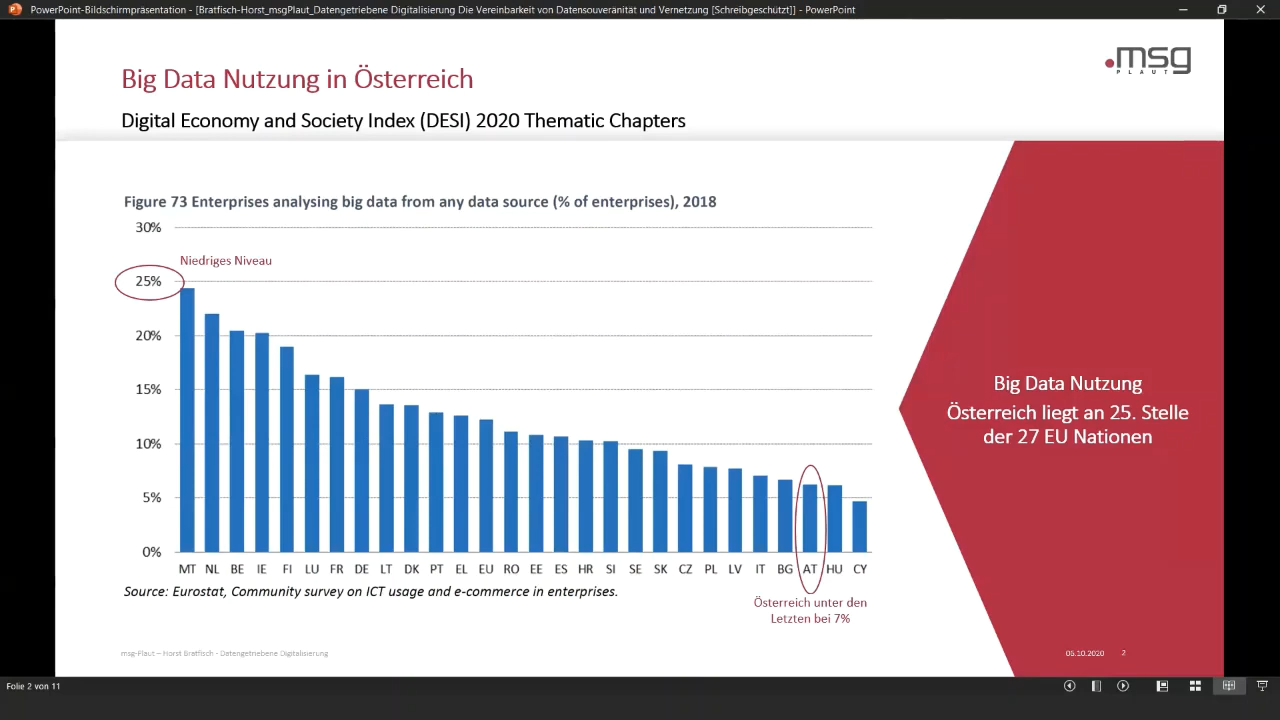 PowerPoint-Bildschirmpräsentation - [Bratfisch-Horst_msgPlaut_Datengetriebene Digitalisierung Die Vereinbarkeit von Datensouveränität und Vernetzung [Schreibgeschützt]] - PowerPoint
.msg
PLAUT
Big Data Nutzung in Österreich
Digital Economy and Society Index (DESI) 2020 Thematic Chapters
Figure 73 Enterprises analysing big data from any data source (% of enterprises), 2018
30%
Niedriges Niveau
25%
20%
15%
10%
5%
0%
MT NL BE IE FI LU FR DE LT DK PT EL EU RO EE ES HR SI SE SK CZ PL LV IT BG AT HU CY
Source: Eurostat, Community survey on ICT usage and e-commerce in enterprises.
Österreich unter den
Letzten bei 7%
Big Data Nutzung
Österreich liegt an 25. Stelle
der 27 EU Nationen
msg-Plaut – Horst Bratfisch - Datengetriebene Digitalisierung
05.10.2020 2
Folie 2 von 11